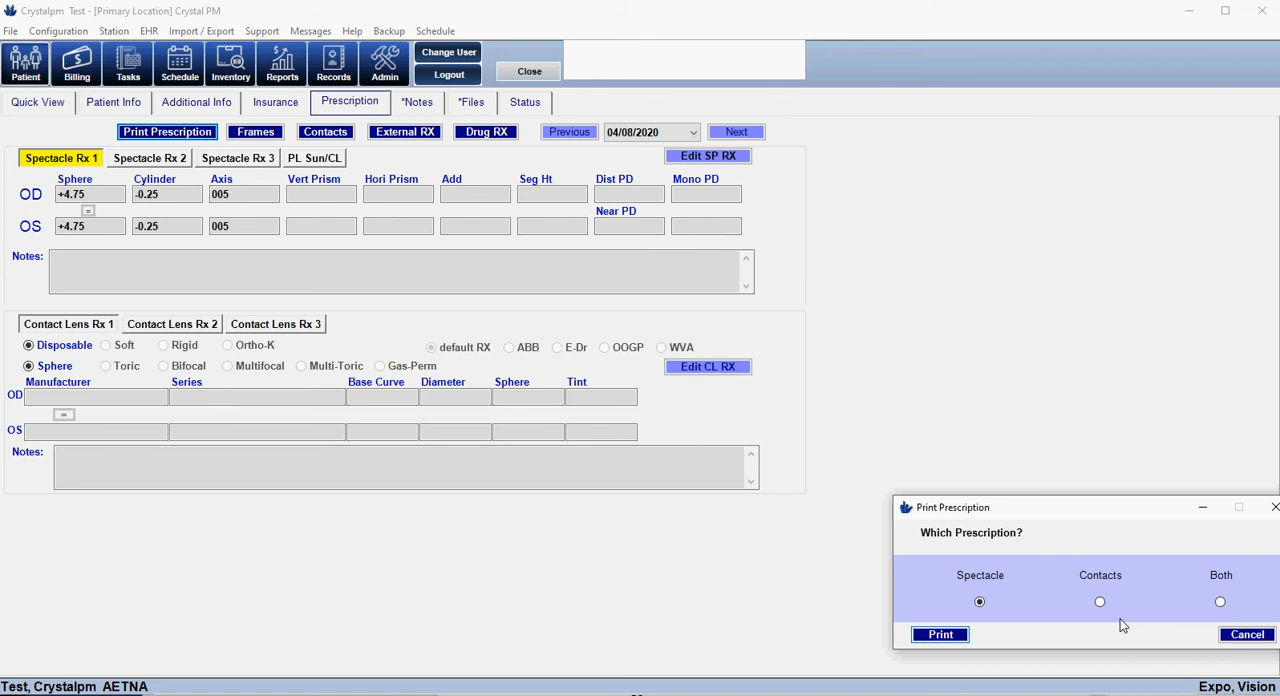 Crystalpm Test - [Primary Location] Crystal PM
File Configuration Station EHR Import / Export Support Messages Help Backup Schedule
Patient Billing Tasks Schedule Inventory Reports Records Admin
Change User
Logout
Close
Quick View Patient Info Additional Info Insurance Prescription *Notes *Files Status
Print Prescription Frames Contacts External RX Drug RX Previous 04/08/2020 Next
Spectacle Rx 1 Spectacle Rx 2 Spectacle Rx 3 PL Sun/CL Edit SP RX
Sphere Cylinder Axis Vert Prism Hori Prism Add Seg Ht Dist PD Mono PD
OD +4.75 -0.25 005
= Near PD
OS +4.75 -0.25 005
Notes:
Contact Lens Rx 1 Contact Lens Rx 2 Contact Lens Rx 3
Disposable Soft Rigid Ortho-K default RX ABB E-Dr OOGP WVA
Sphere Toric Bifocal Multifocal Multi-Toric Gas-Perm Edit CL RX
Manufacturer Series Base Curve Diameter Sphere Tint
OD
=
OS
Notes:
Print Prescription
Which Prescription?
Spectacle Contacts Both
Print Cancel
Test, Crystalpm AETNA Expo, Vision